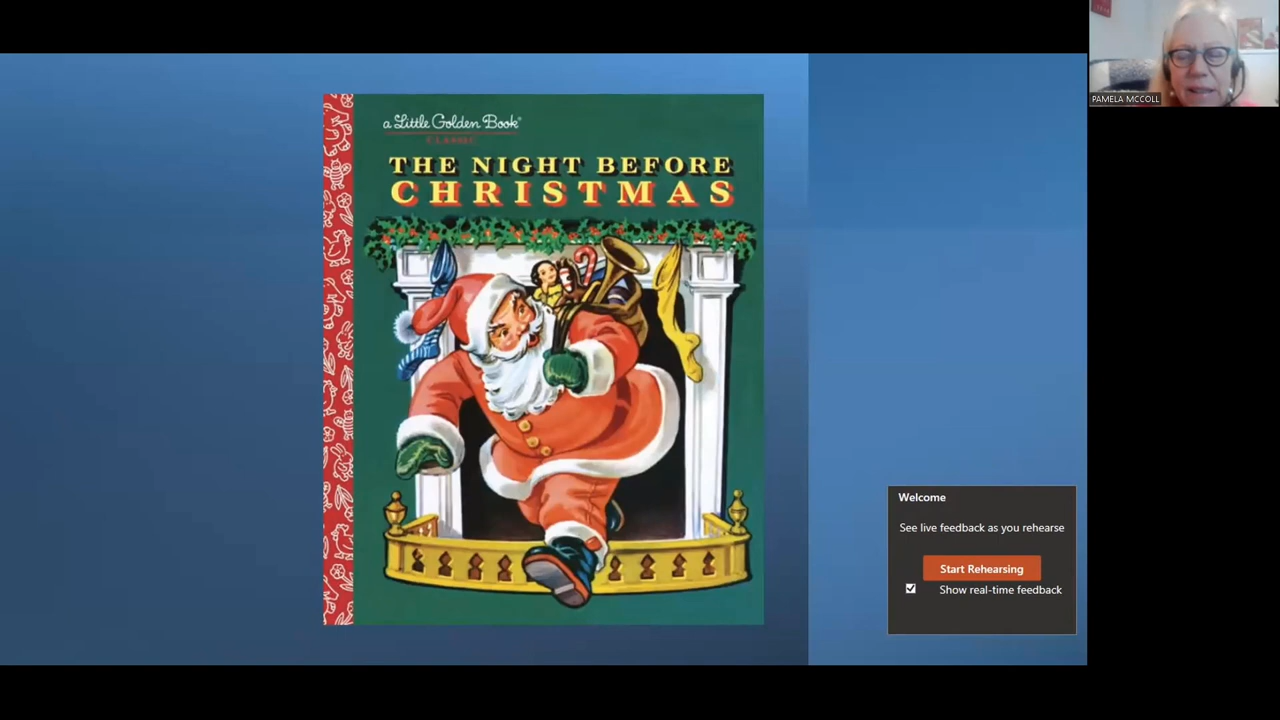 PAMELA MCCOLL
a Little Golden Book®
CLASSIC
THE NIGHT BEFORE
CHRISTMAS
Welcome
See live feedback as you rehearse
Start Rehearsing
Show real-time feedback